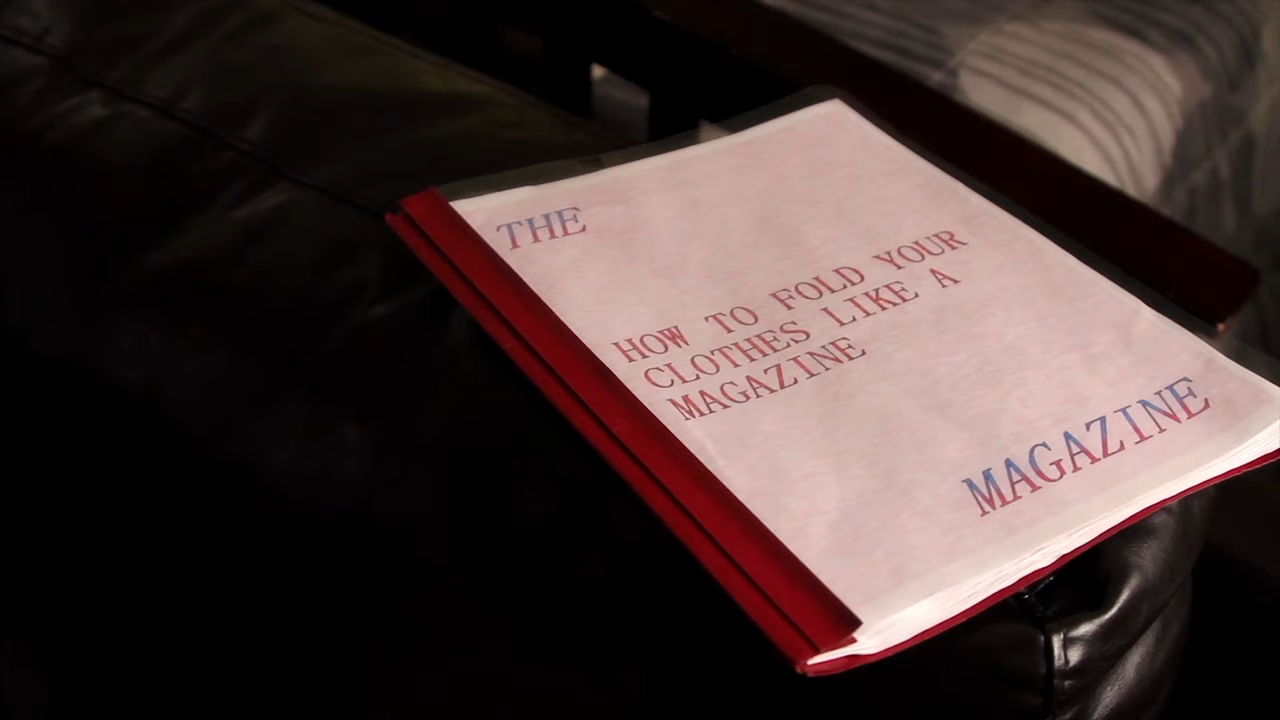 THE
HOW TO FOLD YOUR
CLOTHES LIKE A
MAGAZINE
MAGAZINE